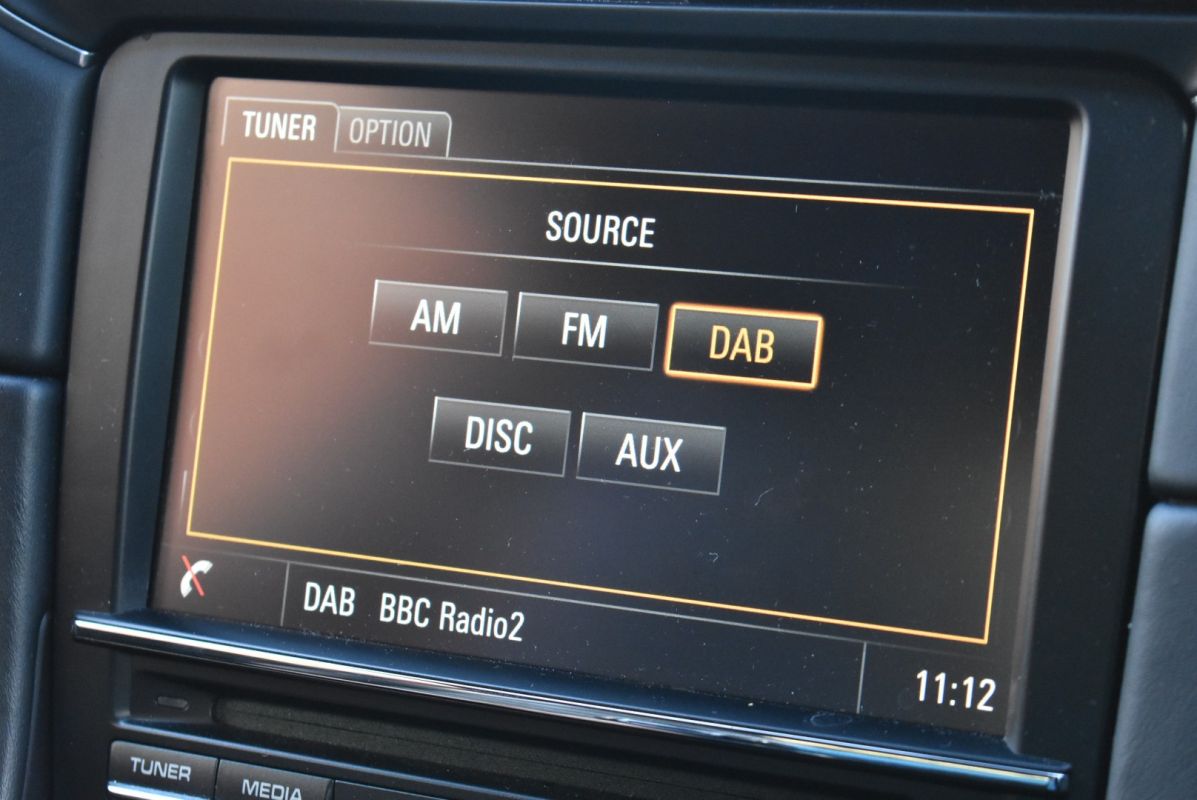 TUNER OPTION
SOURCE
AM FM DAB
DISC AUX
DAB BBC Radio2
11:12
TUNER MEDIA